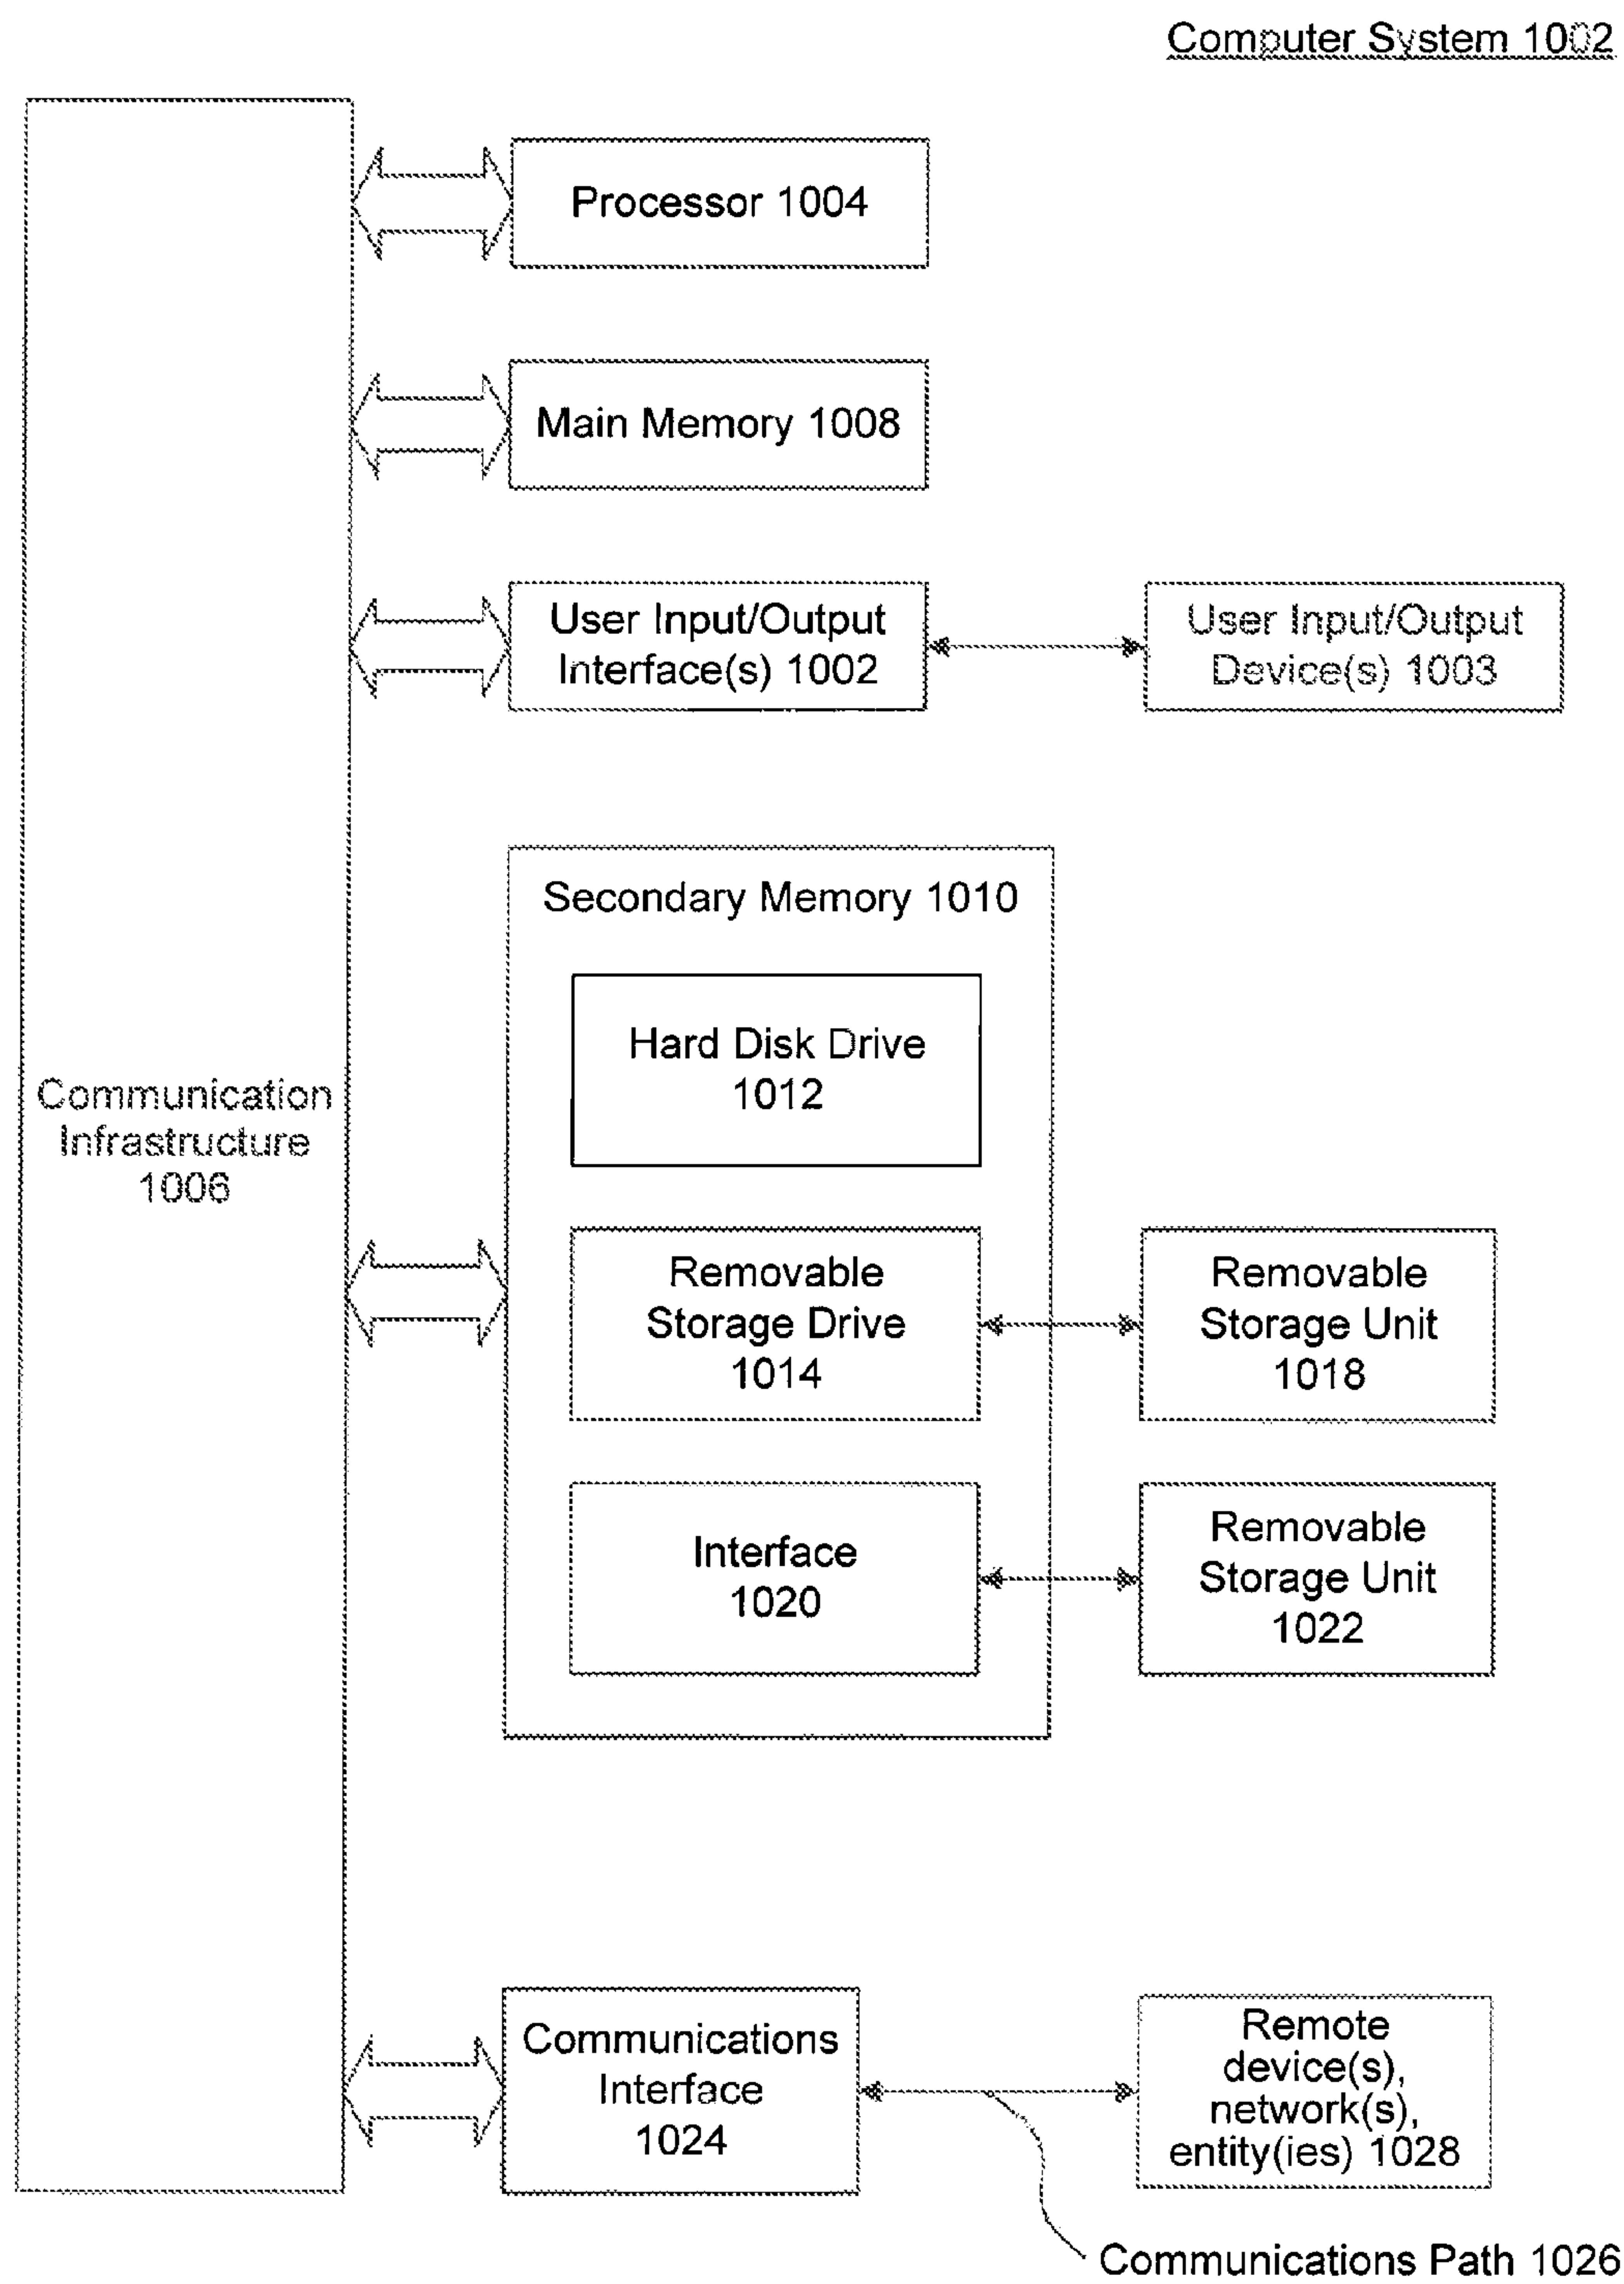 Computer System 1002
Processor 1004
Main Memory 1008
User Input/Output
Interface(s) 1002
User Input/Output
Device(s) 1003
Secondary Memory 1010
Hard Disk Drive
1012
Communication
Infrastructure
1006
Removable
Storage Drive
1014
Removable
Storage Unit
1018
Interface
1020
Removable
Storage Unit
1022
Communications
Interface
1024
Remote
device(s),
network(s),
entity(ies) 1028
Communications Path 1026